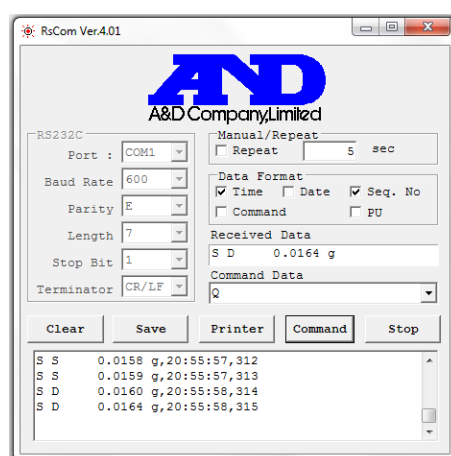 RsCom Ver.4.01
AND
A&D Company,Limited
RS232C
Port : COM1
Baud Rate 600
Parity E
Length 7
Stop Bit 1
Terminator CR/LF
Manual/Repeat
Repeat 5 sec
Data Format
Time Date Seq. No
Command PU
Received Data
S D 0.0164 g
Command Data
Q
Clear Save Printer Command Stop
S S 0.0158 g,20:55:57,312
S S 0.0159 g,20:55:57,313
S D 0.0160 g,20:55:58,314
S D 0.0164 g,20:55:58,315